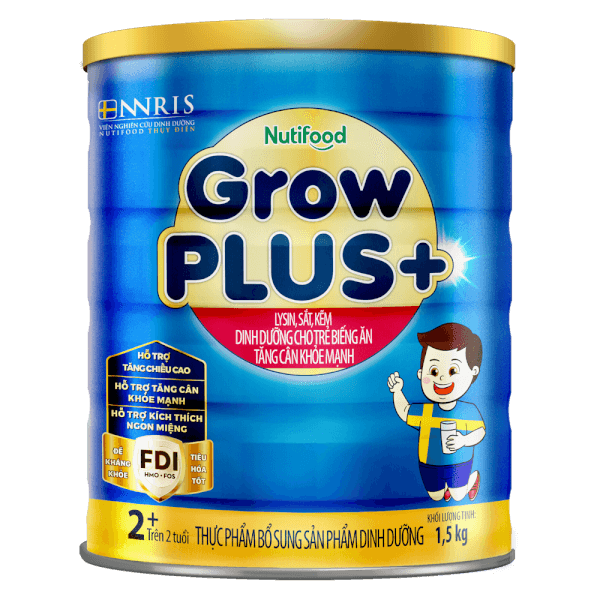 NNRIS
VIỆN NGHIÊN CỨU DINH DƯỠNG
NUTIFOOD THỤY ĐIỂN
Nutifood
Grow
PLUS+
LYSIN, SẮT, KẼM
DINH DƯỠNG CHO TRẺ BIẾNG ĂN
TĂNG CÂN KHỎE MẠNH
HỖ TRỢ
TĂNG CHIỀU CAO
HỖ TRỢ TĂNG CÂN
KHỎE MẠNH
HỖ TRỢ KÍCH THÍCH
NGON MIỆNG
ĐỀ
KHÁNG
KHỎE
FDI
HMO + FOS
TIÊU
HÓA
TỐT
2+
Trên 2 tuổi
THỰC PHẨM BỔ SUNG SẢN PHẨM DINH DƯỠNG
KHỐI LƯỢNG TỊNH:
1,5 kg